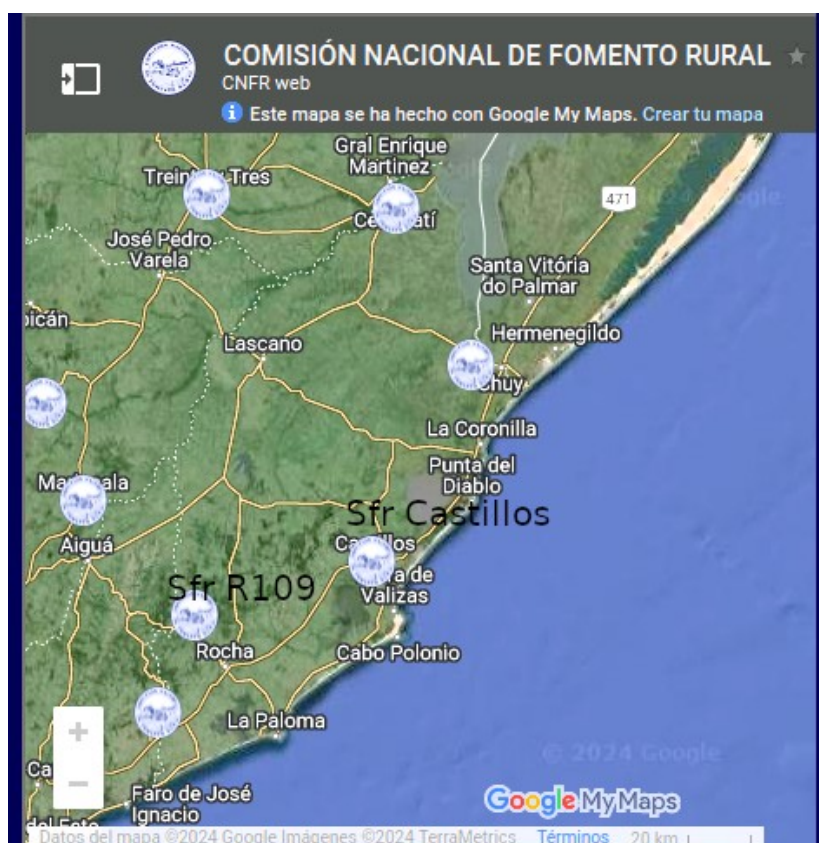 COMISIÓN NACIONAL DE FOMENTO RURAL
CNFR web
Este mapa se ha hecho con Google My Maps. Crear tu mapa
Gral Enrique
Martinez
Treinta y Tres
471
José Pedro
Varela
Santa Vitória
do Palmar
Hermenegildo
Lascano
Chuy
La Coronilla
Punta del
Diablo
Sfr Castillos
Aiguá
Sfr R109
Valizas
Rocha
Cabo Polonio
La Paloma
© 2024 Google
Faro de José
Ignacio
Google My Maps
Datos del mapa ©2024 Google Imágenes ©2024 TerraMetrics Términos 20 km